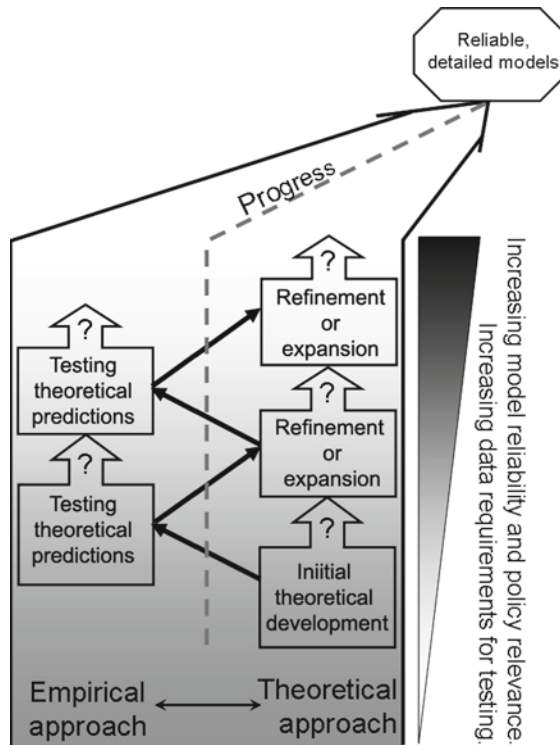 Reliable,
detailed models
Progress
?
Refinement
or
expansion
?
Testing
theoretical
predictions
?
Refinement
or
expansion
?
Testing
theoretical
predictions
?
Iniitial
theoretical
development
Empirical
approach
Theoretical
approach
Increasing model reliability and policy relevance.
Increasing data requirements for testing.